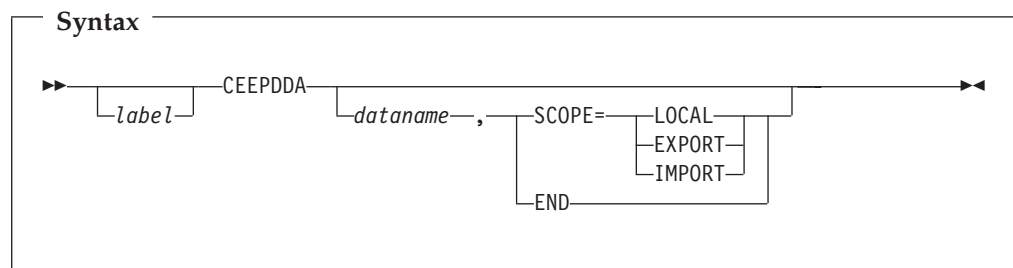 Syntax
CEEPDDA
label
dataname , SCOPE= LOCAL
EXPORT
IMPORT
END